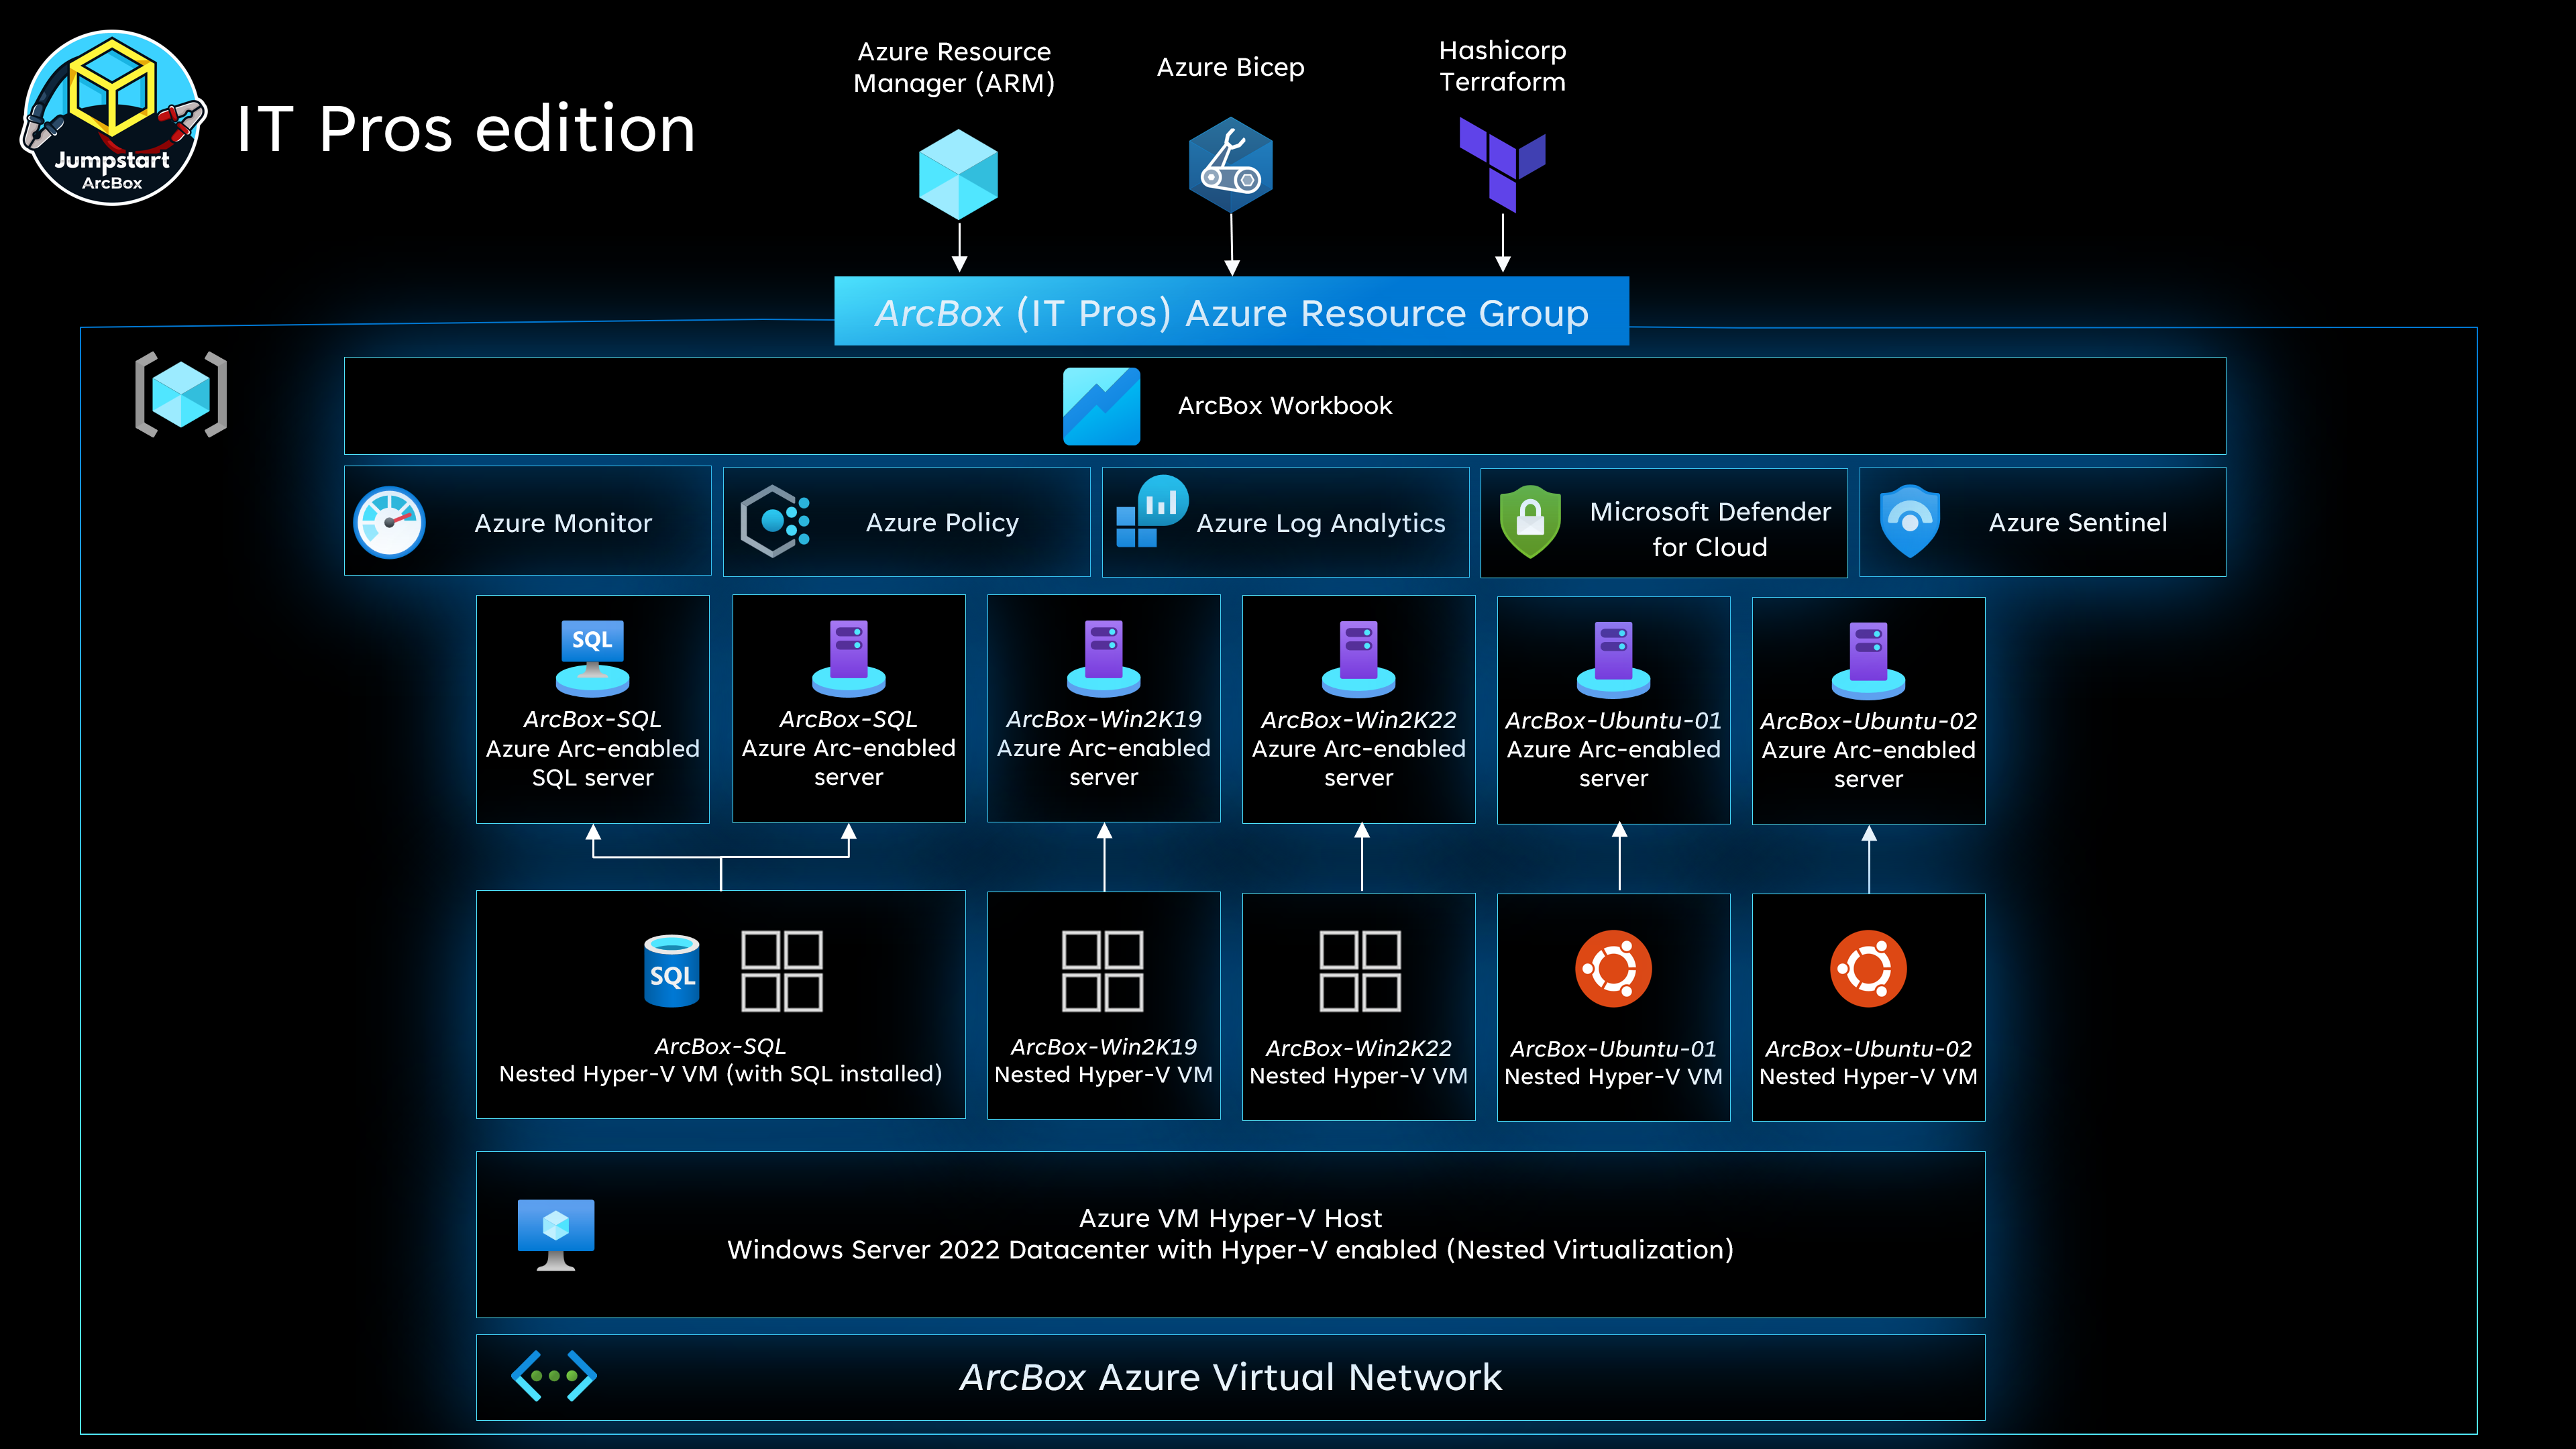 Jumpstart
ArcBox
IT Pros edition
Azure Resource
Manager (ARM)
Azure Bicep
Hashicorp
Terraform
ArcBox (IT Pros) Azure Resource Group
ArcBox Workbook
Azure Monitor
Azure Policy
Azure Log Analytics
Microsoft Defender
for Cloud
Azure Sentinel
SQL
ArcBox-SQL
Azure Arc-enabled
SQL server
ArcBox-SQL
Azure Arc-enabled
server
ArcBox-Win2K19
Azure Arc-enabled
server
ArcBox-Win2K22
Azure Arc-enabled
server
ArcBox-Ubuntu-01
Azure Arc-enabled
server
ArcBox-Ubuntu-02
Azure Arc-enabled
server
SQL
ArcBox-SQL
Nested Hyper-V VM (with SQL installed)
ArcBox-Win2K19
Nested Hyper-V VM
ArcBox-Win2K22
Nested Hyper-V VM
ArcBox-Ubuntu-01
Nested Hyper-V VM
ArcBox-Ubuntu-02
Nested Hyper-V VM
Azure VM Hyper-V Host
Windows Server 2022 Datacenter with Hyper-V enabled (Nested Virtualization)
ArcBox Azure Virtual Network